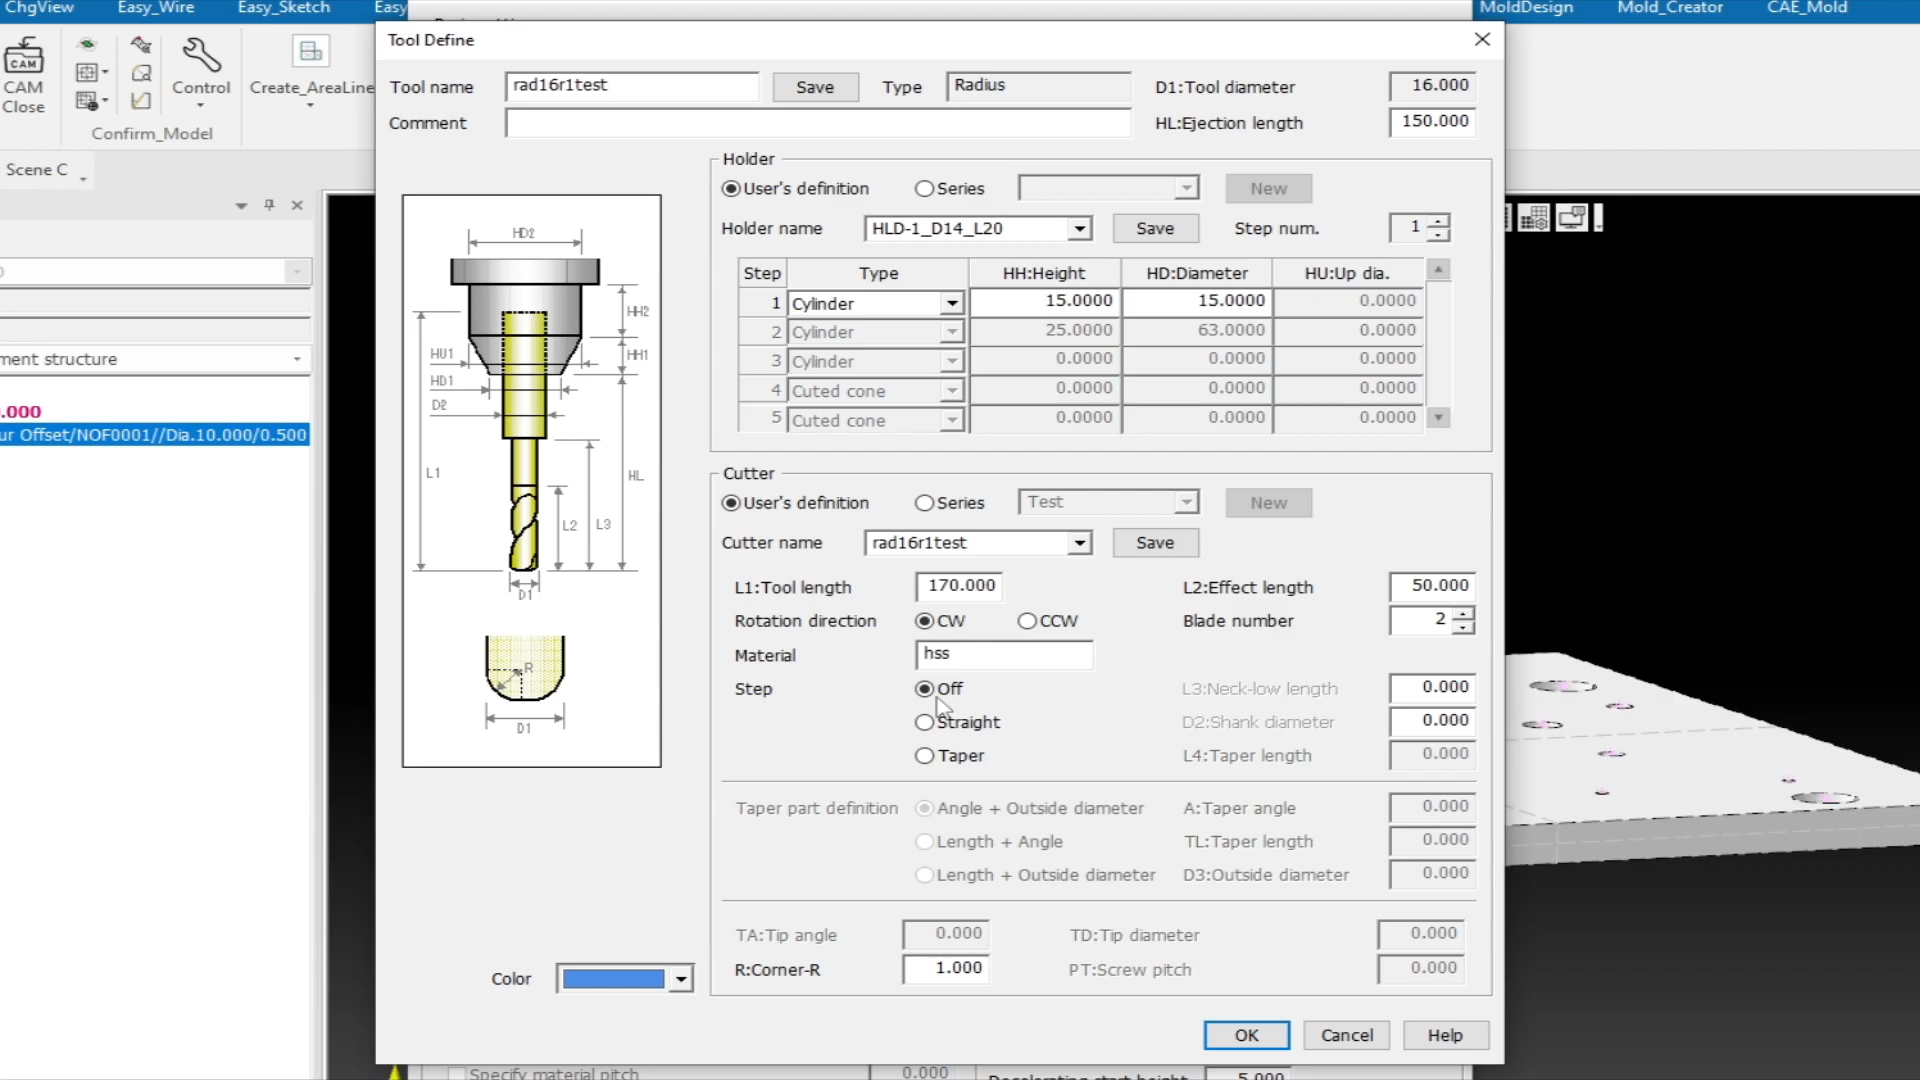 ChgView Easy_Wire Easy_Sketch Easy MoldDesign Mold_Creator CAE_Mold
Tool Define
CAM
CAM
Close
Control
Create_AreaLine
Confirm_Model
Scene C
ment structure
.000
ur Offset/NOF0001//Dia.10.000/0.500
Tool name rad16r1test Save Type Radius D1:Tool diameter 16.000
Comment HL:Ejection length 150.000
Holder
User's definition Series New
Holder name HLD-1_D14_L20 Save Step num. 1
Step Type HH:Height HD:Diameter HU:Up dia.
1 Cylinder 15.0000 15.0000 0.0000
2 Cylinder 25.0000 63.0000 0.0000
3 Cylinder 0.0000 0.0000 0.0000
4 Cuted cone 0.0000 0.0000 0.0000
5 Cuted cone 0.0000 0.0000 0.0000
HD2
HH2
HU1
HH1
HD1
D2
L1
HL
L2
L3
D1
R
D1
Cutter
User's definition Series Test New
Cutter name rad16r1test Save
L1:Tool length 170.000 L2:Effect length 50.000
Rotation direction CW CCW Blade number 2
Material hss
Step Off L3:Neck-low length 0.000
Straight D2:Shank diameter 0.000
Taper L4:Taper length 0.000
Taper part definition Angle + Outside diameter A:Taper angle 0.000
Length + Angle TL:Taper length 0.000
Length + Outside diameter D3:Outside diameter 0.000
TA:Tip angle 0.000 TD:Tip diameter 0.000
R:Corner-R 1.000 PT:Screw pitch 0.000
Color
OK Cancel Help
Specify material pitch 0.000 Decelerating start height 5.000